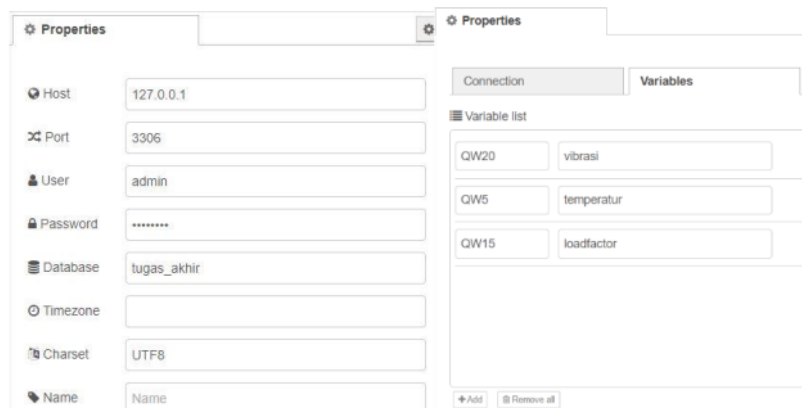 Properties
Host
127.0.0.1
Port
3306
User
admin
Password
••••••••
Database
tugas_akhir
Timezone
Charset
UTF8
Name
Name
Properties
Connection
Variables
Variable list
QW20
vibrasi
QW5
temperatur
QW15
loadfactor
+Add
Remove all